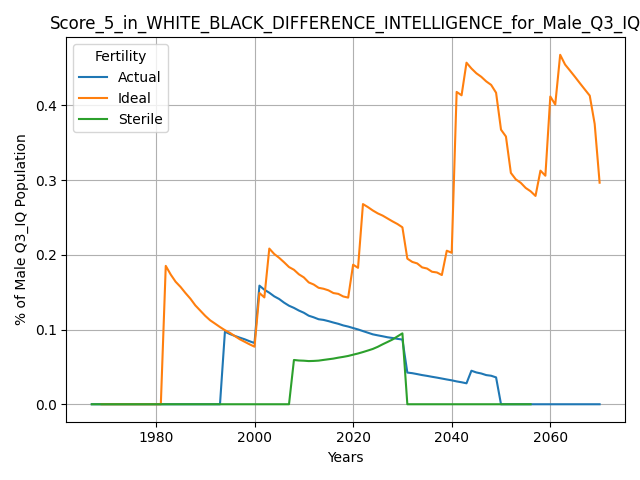 Score_5_in_WHITE_BLACK_DIFFERENCE_INTELLIGENCE_for_Male_Q3_IQ
Fertility
Actual
Ideal
Sterile
% of Male Q3_IQ Population
0.4
0.3
0.2
0.1
0.0
1980 2000 2020 2040 2060
Years